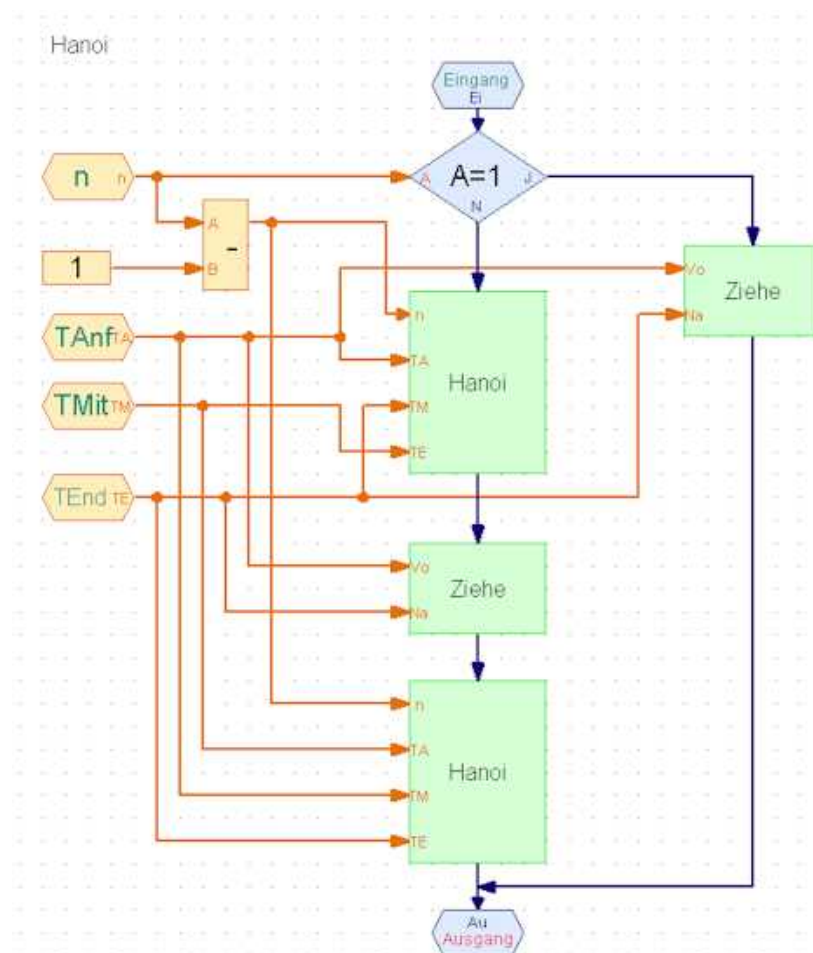 Hanoi
Eingang
Ei
n n
A A=1 J
N
A
B
-
1
Vo
Na
Ziehe
TAnf TA
TMit TM
TEnd TE
n
TA
TM
TE
Hanoi
Vo
Na
Ziehe
n
TA
TM
TE
Hanoi
Au
Ausgang